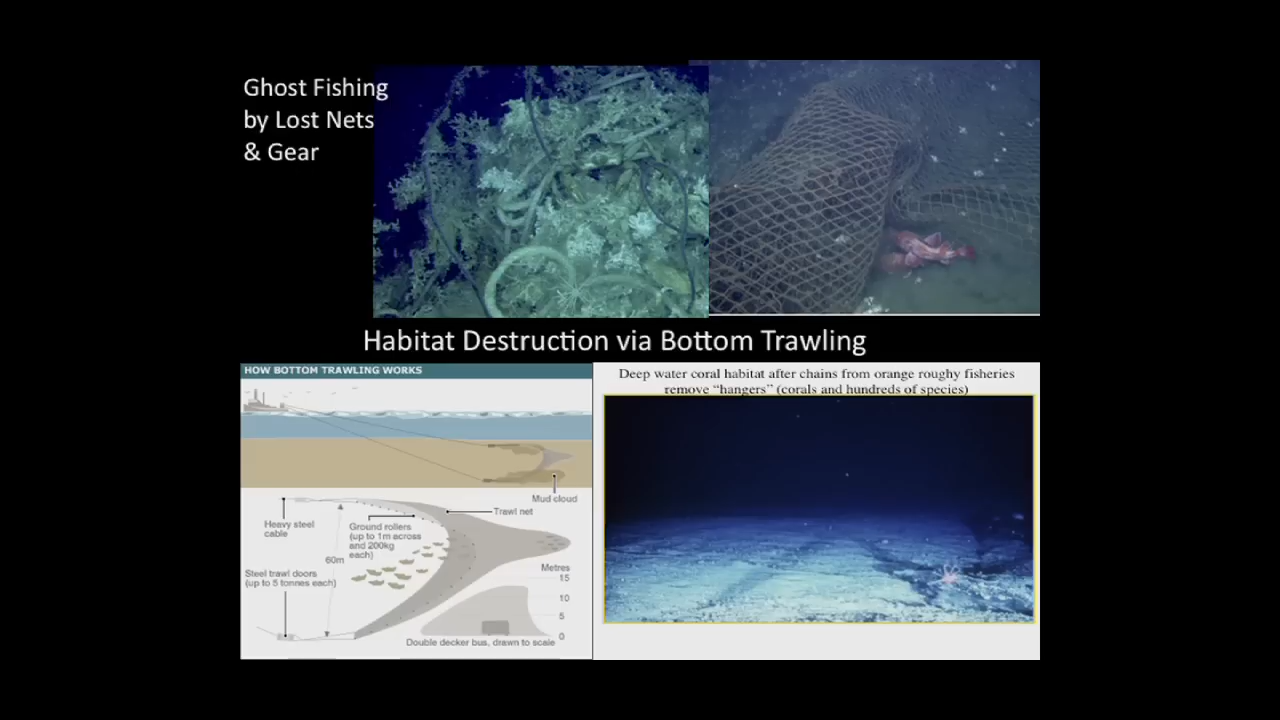 Ghost Fishing
by Lost Nets
& Gear
Habitat Destruction via Bottom Trawling
HOW BOTTOM TRAWLING WORKS
Mud cloud
Trawl net
Heavy steel
cable
Ground rollers
(up to 1m across
and 200kg
each)
60m
Steel trawl doors
(up to 5 tonnes each)
Metres
15
10
5
0
Double decker bus, drawn to scale
Deep water coral habitat after chains from orange roughy fisheries
remove “hangers” (corals and hundreds of species)